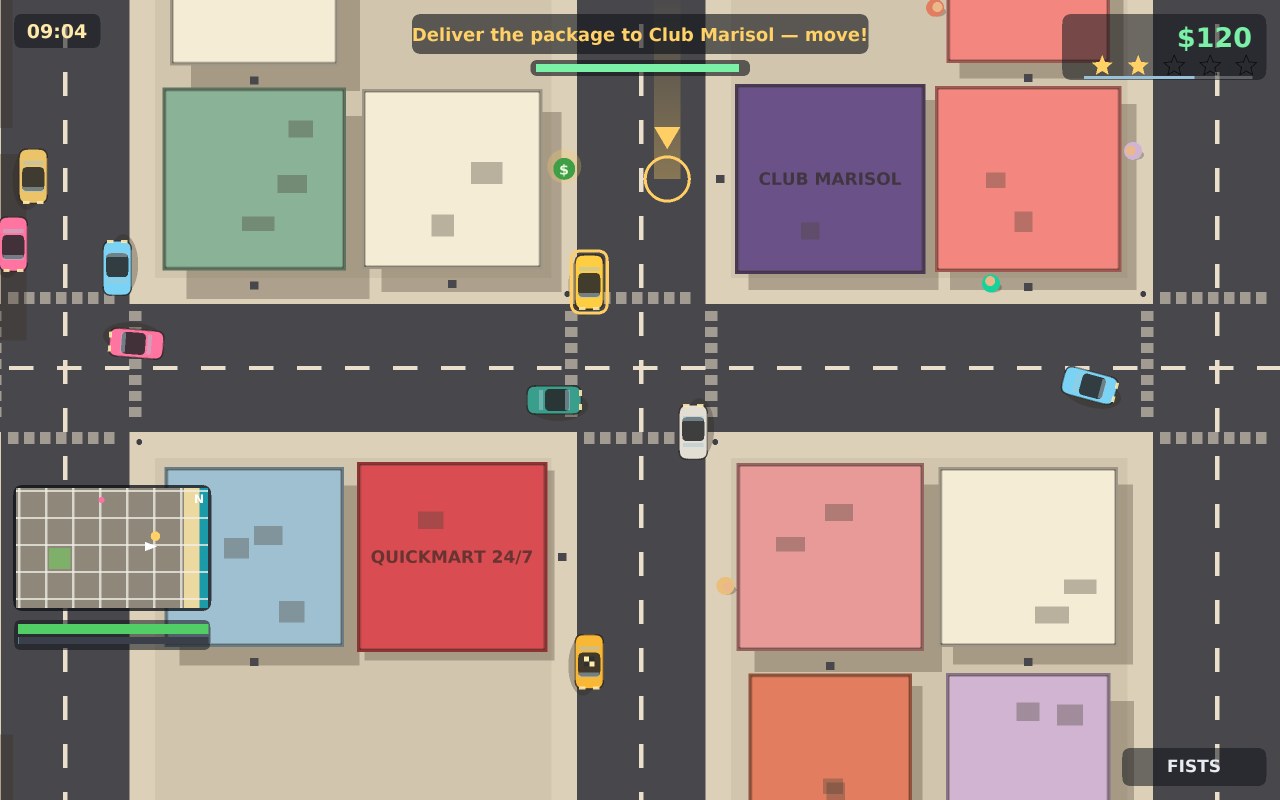 09:04
Deliver the package to Club Marisol — move!
$120
$
CLUB MARISOL
QUICKMART 24/7
N
FISTS